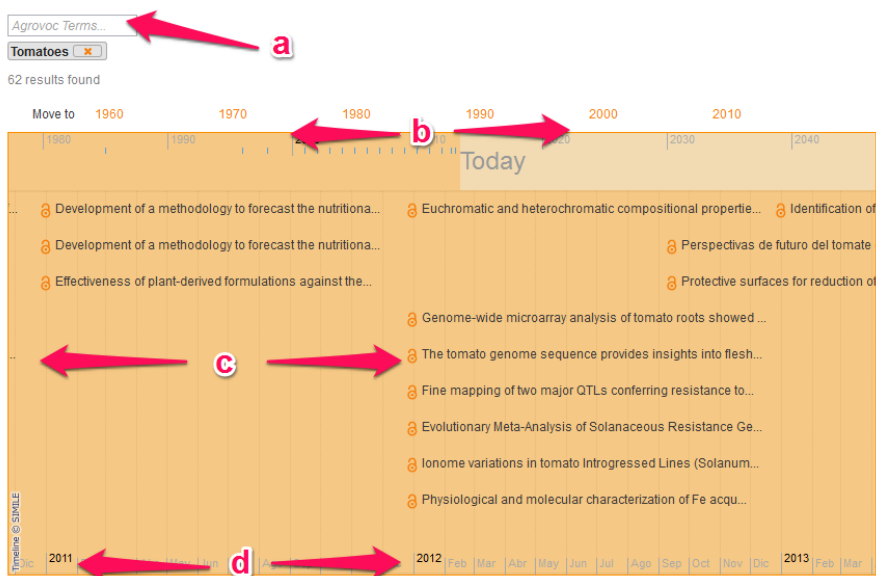 Agrovoc Terms...
a
Tomatoes
62 results found
Move to 1960 1970 1980 1990 2000 2010
b
1980 1990 2030 2040
Today
Development of a methodology to forecast the nutritiona... Euchromatic and heterochromatic compositional propertie... Identification of
Development of a methodology to forecast the nutritiona... Perspectivas de futuro del tomate
Effectiveness of plant-derived formulations against the... Protective surfaces for reduction of
Genome-wide microarray analysis of tomato roots showed ...
The tomato genome sequence provides insights into flesh...
c
Fine mapping of two major QTLs conferring resistance to...
Evolutionary Meta-Analysis of Solanaceous Resistance Ge...
Ionome variations in tomato Introgressed Lines (Solanum...
Physiological and molecular characterization of Fe acqu...
Timeline © SIMILE
Dic 2011 Jun 2012 Feb Mar Abr May Jun Jul Ago Sep Oct Nov Dic 2013 Feb Mar
d